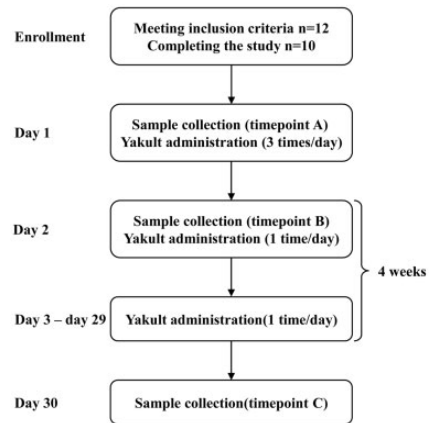 Enrollment
Meeting inclusion criteria n=12
Completing the study n=10
Day 1
Sample collection (timepoint A)
Yakult administration (3 times/day)
Day 2
Sample collection (timepoint B)
Yakult administration (1 time/day)
4 weeks
Day 3 – day 29
Yakult administration(1 time/day)
Day 30
Sample collection(timepoint C)